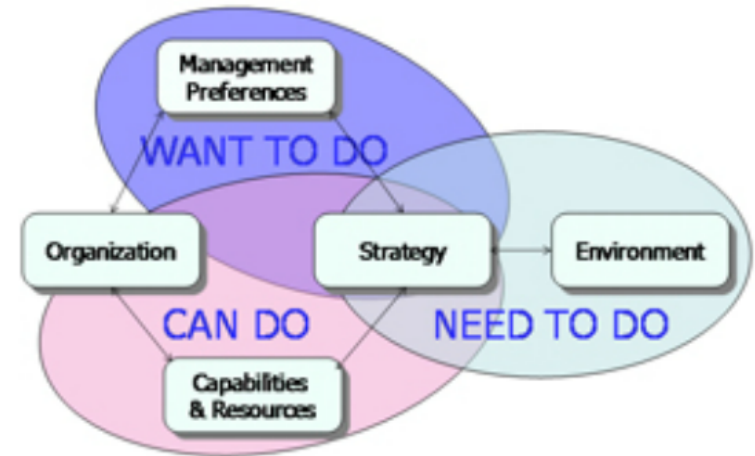 Management
Preferences
WANT TO DO
Organization
Strategy
Environment
CAN DO
NEED TO DO
Capabilities
& Resources